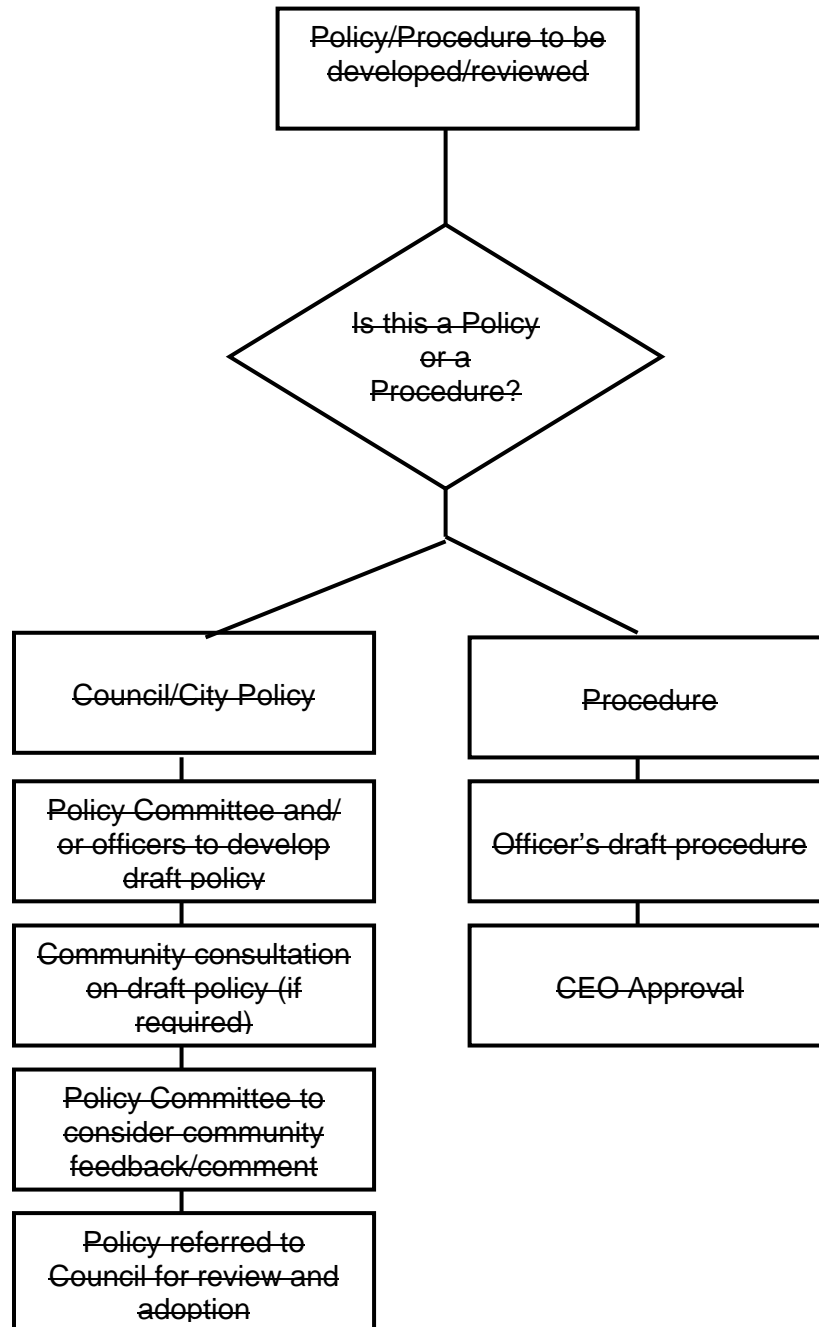 Policy/Procedure to be
developed/reviewed
Is this a Policy
or a
Procedure?
Council/City Policy
Procedure
Policy Committee and/
or officers to develop
draft policy
Officer's draft procedure
Community consultation
on draft policy (if
required)
CEO Approval
Policy Committee to
consider community
feedback/comment
Policy referred to
Council for review and
adoption